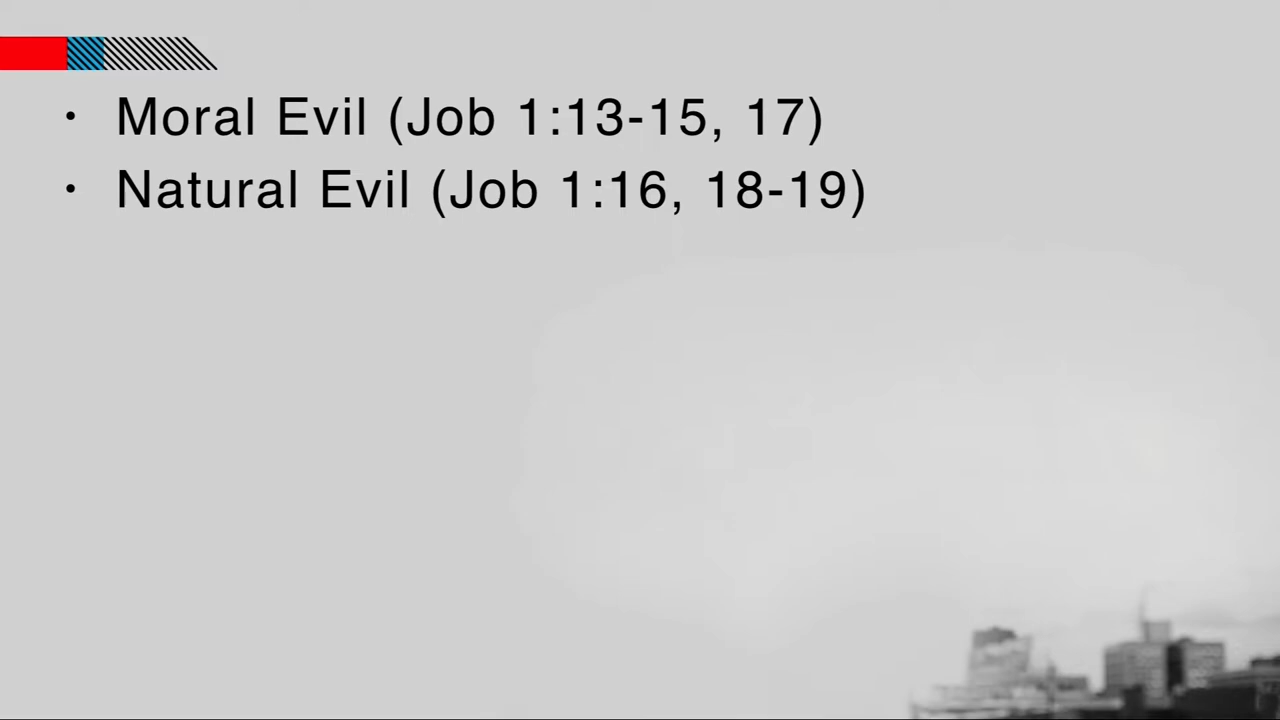 • Moral Evil (Job 1:13-15, 17)
• Natural Evil (Job 1:16, 18-19)